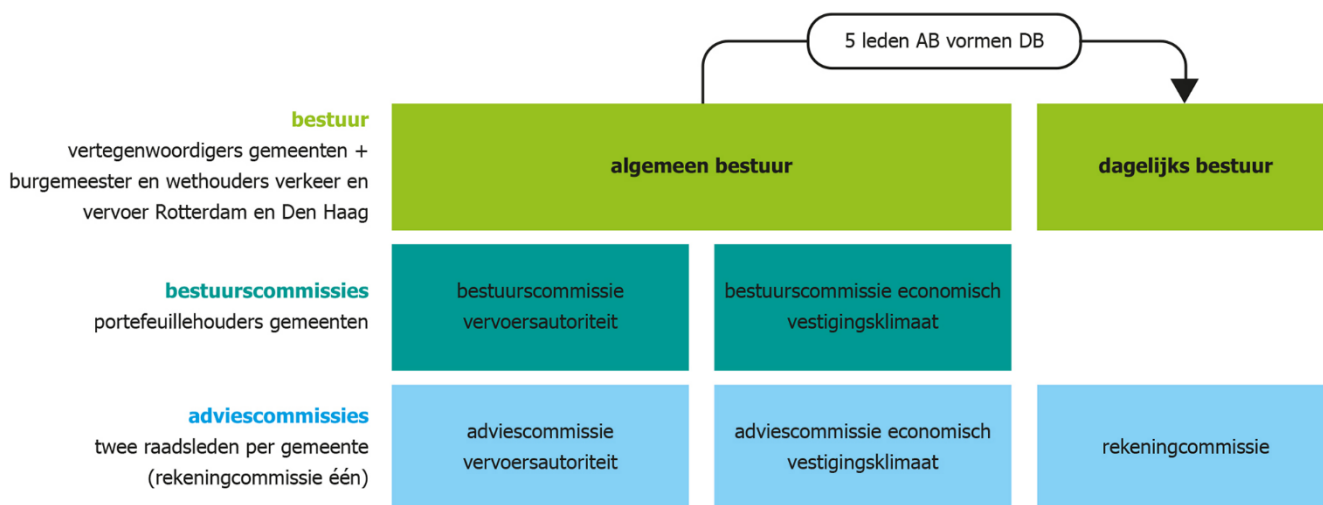 5 leden AB vormen DB
bestuur
vertegenwoordigers gemeenten +
burgemeester en wethouders verkeer en
vervoer Rotterdam en Den Haag
algemeen bestuur
dagelijks bestuur
bestuurscommissies
portefeuillehouders gemeenten
bestuurscommissie
vervoersautoriteit
bestuurscommissie economisch
vestigingsklimaat
adviescommissies
twee raadsleden per gemeente
(rekeningcommissie één)
adviescommissie
vervoersautoriteit
adviescommissie economisch
vestigingsklimaat
rekeningcommissie